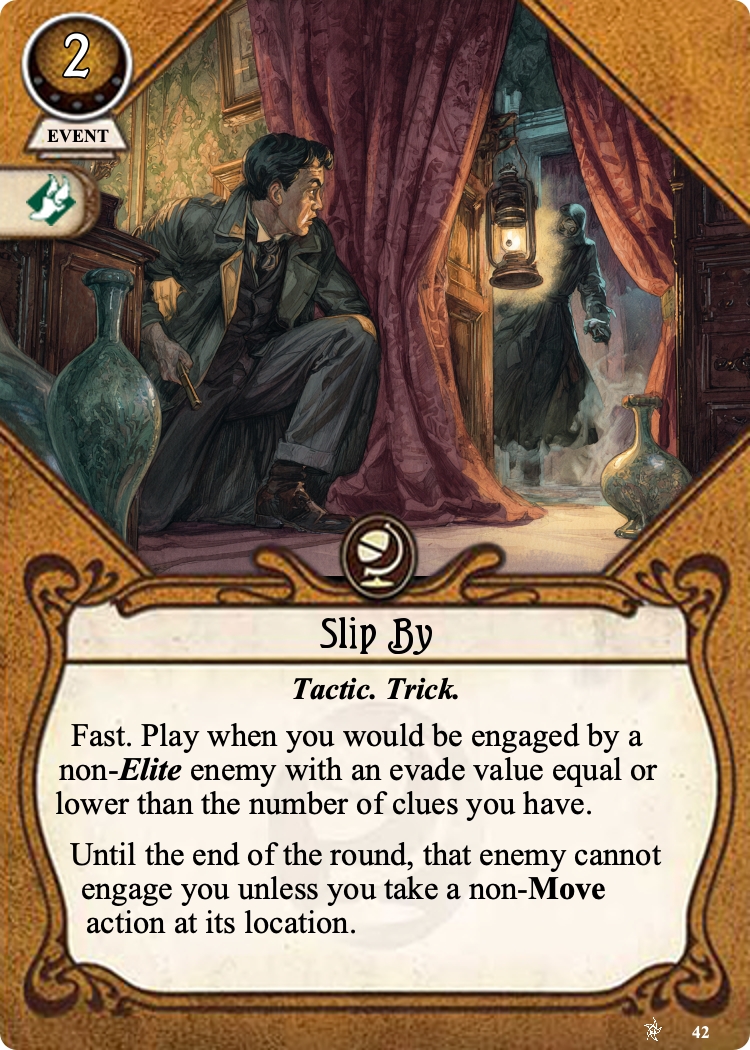 2
EVENT
Slip By
Tactic. Trick.
Fast. Play when you would be engaged by a
non-Elite enemy with an evade value equal or
lower than the number of clues you have.
Until the end of the round, that enemy cannot
engage you unless you take a non-Move
action at its location.
42